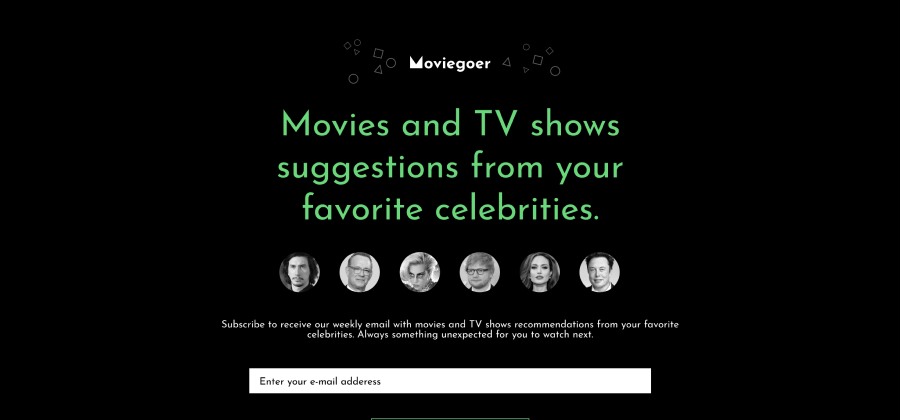 Moviegoer
Movies and TV shows
suggestions from your
favorite celebrities.
Subscribe to receive our weekly email with movies and TV shows recommendations from your favorite
celebrities. Always something unexpected for you to watch next.
Enter your e-mail adderess